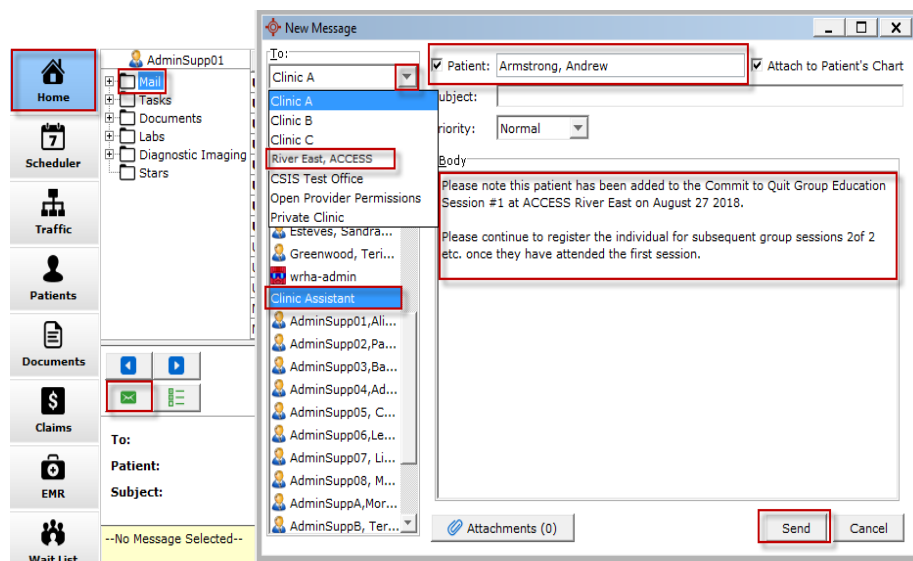 New Message
Home
7
Scheduler
Traffic
Patients
Documents
$
Claims
EMR
Wait List
AdminSupp01
Mail
Tasks
Documents
Labs
Diagnostic Imaging
Stars
To:
Patient:
Subject:
--No Message Selected--
To:
Clinic A
Clinic A
Clinic B
Clinic C
River East, ACCESS
CSIS Test Office
Open Provider Permissions
Private Clinic
Esteves, Sandra...
Greenwood, Teri...
wrha-admin
Clinic Assistant
AdminSupp01,Ali...
AdminSupp02,Pa...
AdminSupp03,Ba...
AdminSupp04,Ad...
AdminSupp05, C...
AdminSupp06,Le...
AdminSupp07, Li...
AdminSupp08, M...
AdminSuppA,Mor...
AdminSuppB, Ter...
Patient: Armstrong, Andrew
Attach to Patient's Chart
ubject:
riority: Normal
Body
Please note this patient has been added to the Commit to Quit Group Education
Session #1 at ACCESS River East on August 27 2018.
Please continue to register the individual for subsequent group sessions 2of 2
etc. once they have attended the first session.
Attachments (0)
Send
Cancel